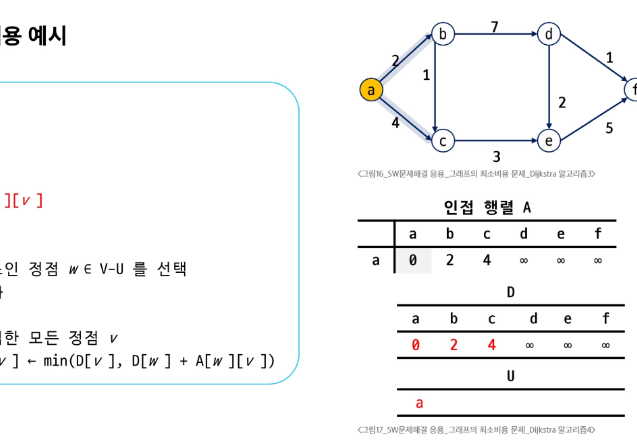 용 예시
][v]
인 정점 w ∈ V-U 를 선택
한 모든 정점 v
v] ← min(D[v], D[w] + A[w][v])
b 7 d
2 1 1
a 2 f
4 5
c 3 e
<그림16_SW문제해결 응용_그래프의 최소비용 문제_Dijkstra 알고리즘3>
인접 행렬 A
a b c d e f
a 0 2 4 ∞ ∞ ∞
D
a b c d e f
0 2 4 ∞ ∞ ∞
U
a
<그림17_SW문제해결 응용_그래프의 최소비용 문제_Dijkstra 알고리즘4>